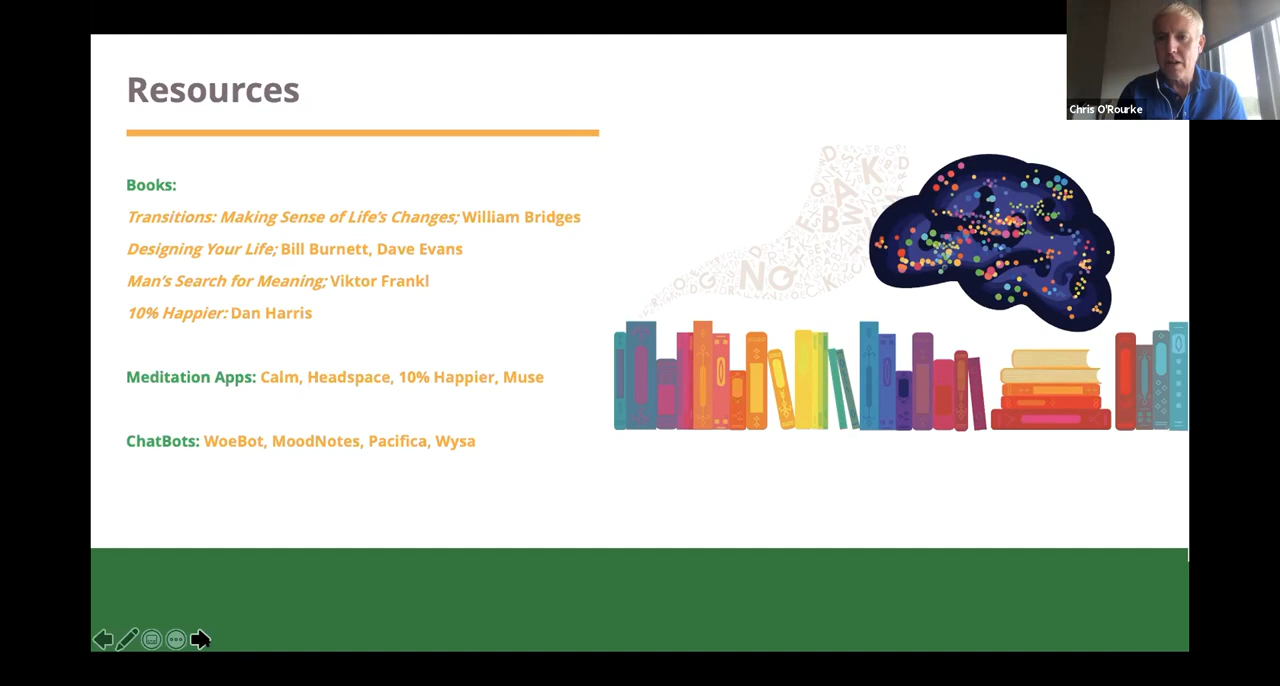 Resources
Books:
Transitions: Making Sense of Life's Changes; William Bridges
Designing Your Life; Bill Burnett, Dave Evans
Man's Search for Meaning; Viktor Frankl
10% Happier: Dan Harris
Meditation Apps: Calm, Headspace, 10% Happier, Muse
ChatBots: WoeBot, MoodNotes, Pacifica, Wysa
Chris O'Rourke
NO